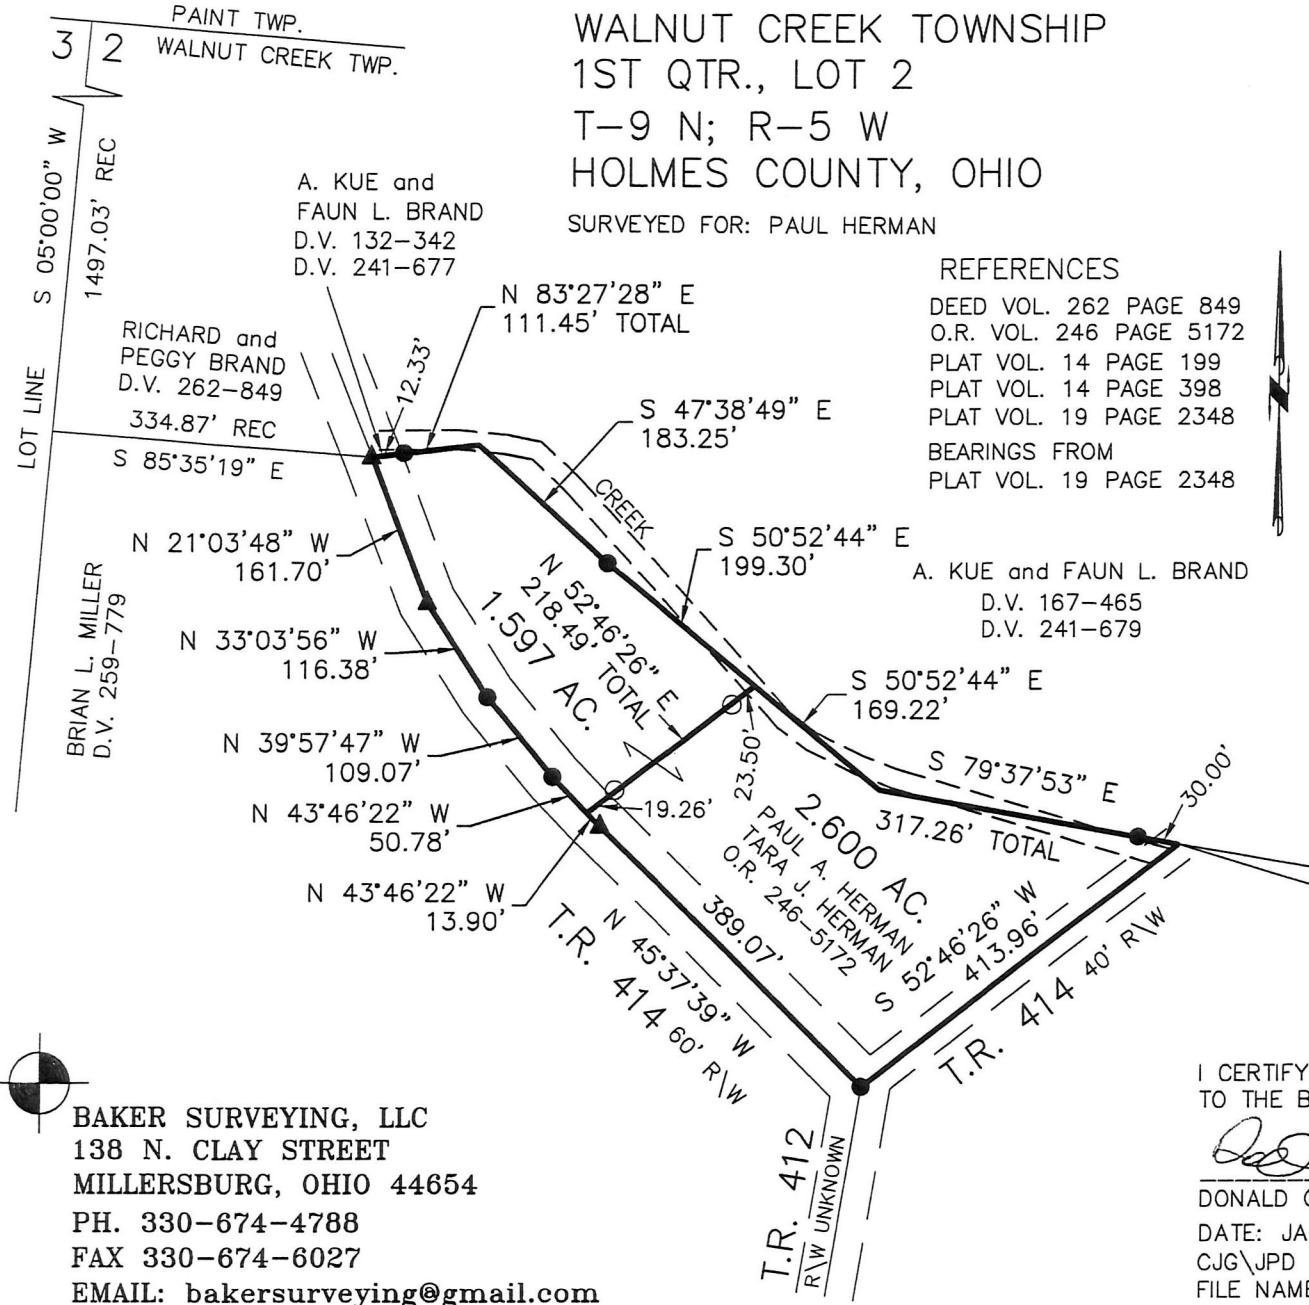 PAINT TWP.
3 2
WALNUT CREEK TWP.
WALNUT CREEK TOWNSHIP
1ST QTR., LOT 2
T-9 N; R-5 W
HOLMES COUNTY, OHIO
SURVEYED FOR: PAUL HERMAN
LOT LINE S 05°00'00" W
1497.03' REC
A. KUE and
FAUN L. BRAND
D.V. 132-342
D.V. 241-677
RICHARD and
PEGGY BRAND
D.V. 262-849
334.87' REC
S 85°35'19" E
12.33'
N 83°27'28" E
111.45' TOTAL
REFERENCES
DEED VOL. 262 PAGE 849
O.R. VOL. 246 PAGE 5172
PLAT VOL. 14 PAGE 199
PLAT VOL. 14 PAGE 398
PLAT VOL. 19 PAGE 2348
BEARINGS FROM
PLAT VOL. 19 PAGE 2348
S 47°38'49" E
183.25'
CREEK
S 50°52'44" E
199.30'
A. KUE and FAUN L. BRAND
D.V. 167-465
D.V. 241-679
N 21°03'48" W
161.70'
BRIAN L. MILLER
D.V. 259-779
N 33°03'56" W
116.38'
N 52°46'26" E
218.49' TOTAL
1.597 AC.
S 50°52'44" E
169.22'
N 39°57'47" W
109.07'
N 43°46'22" W
50.78'
N 43°46'22" W
13.90'
19.26'
23.50'
S 79°37'53" E
317.26' TOTAL
30.00'
2.600 AC.
PAUL A. HERMAN
TARA J. HERMAN
O.R. 246-5172
389.07'
N 45°37'39" W
T.R. 414 60' R\W
S 52°46'26" W
413.96'
T.R. 414 40' R\W
T.R. 412
R\W UNKNOWN
BAKER SURVEYING, LLC
138 N. CLAY STREET
MILLERSBURG, OHIO 44654
PH. 330-674-4788
FAX 330-674-6027
EMAIL: bakersurveying@gmail.com
I CERTIFY
TO THE B
DONALD
DATE: JA
CJG\JPD
FILE NAME